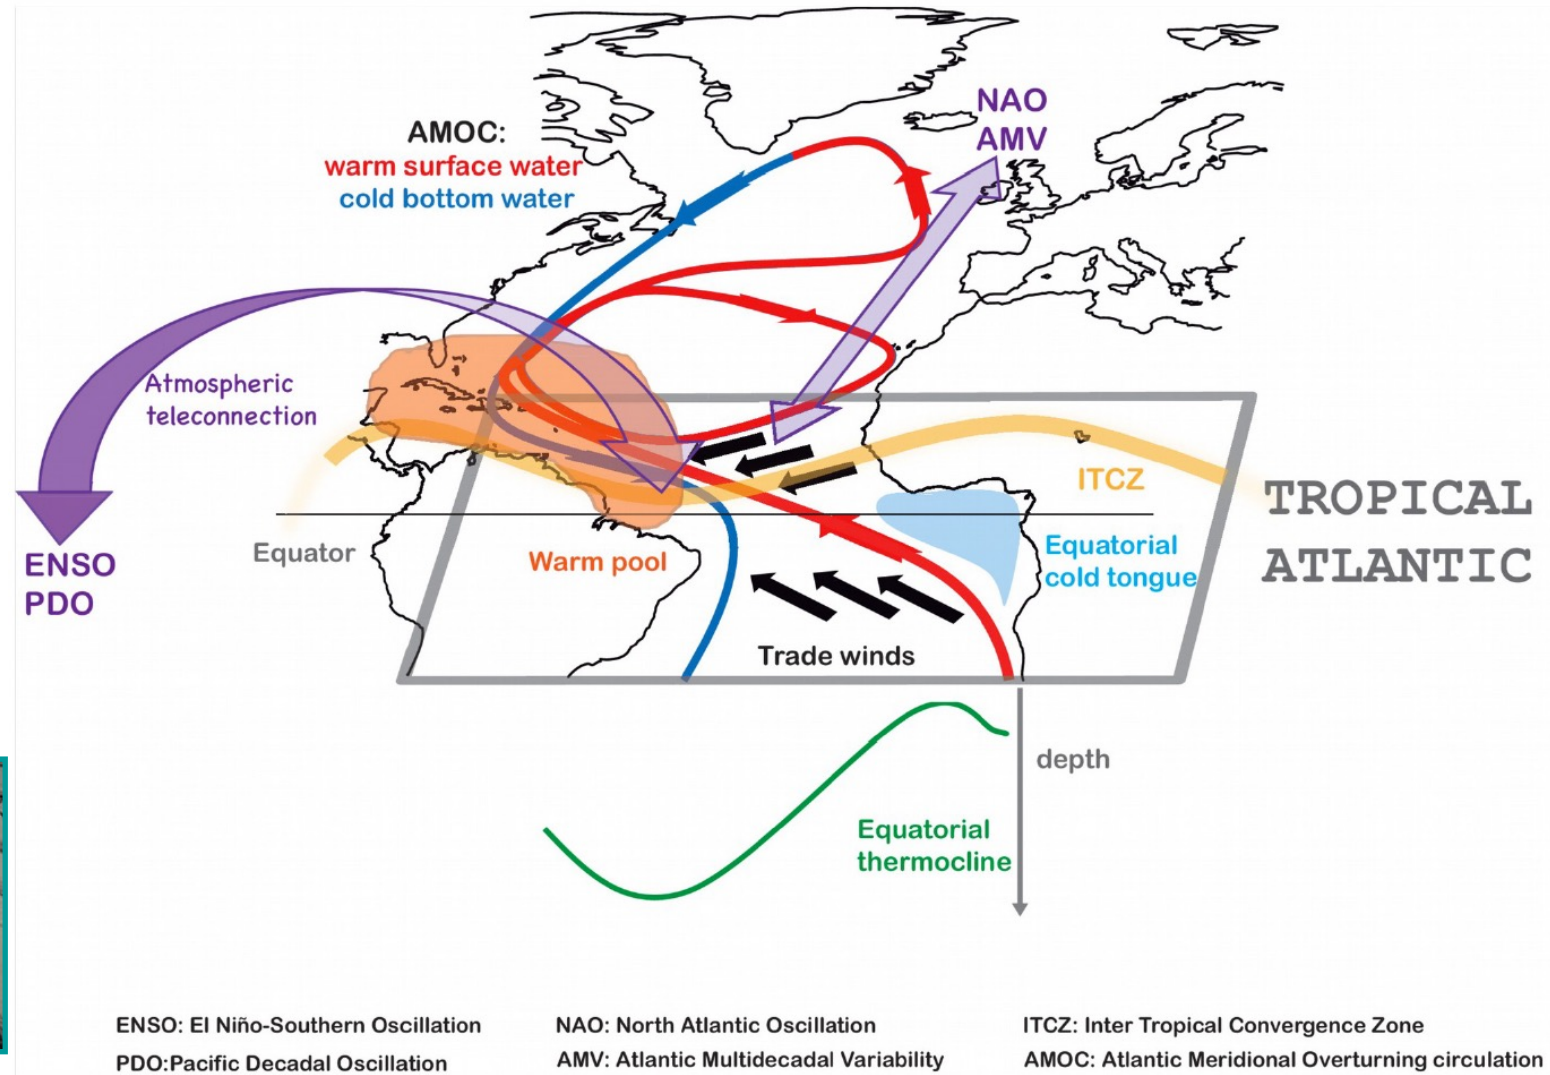 NAO
AMV
AMOC:
warm surface water
cold bottom water
Atmospheric
teleconnection
ITCZ
TROPICAL
ATLANTIC
Equator
Warm pool
Equatorial
cold tongue
ENSO
PDO
Trade winds
depth
Equatorial
thermocline
ENSO: El Niño-Southern Oscillation
NAO: North Atlantic Oscillation
ITCZ: Inter Tropical Convergence Zone
PDO:Pacific Decadal Oscillation
AMV: Atlantic Multidecadal Variability
AMOC: Atlantic Meridional Overturning circulation